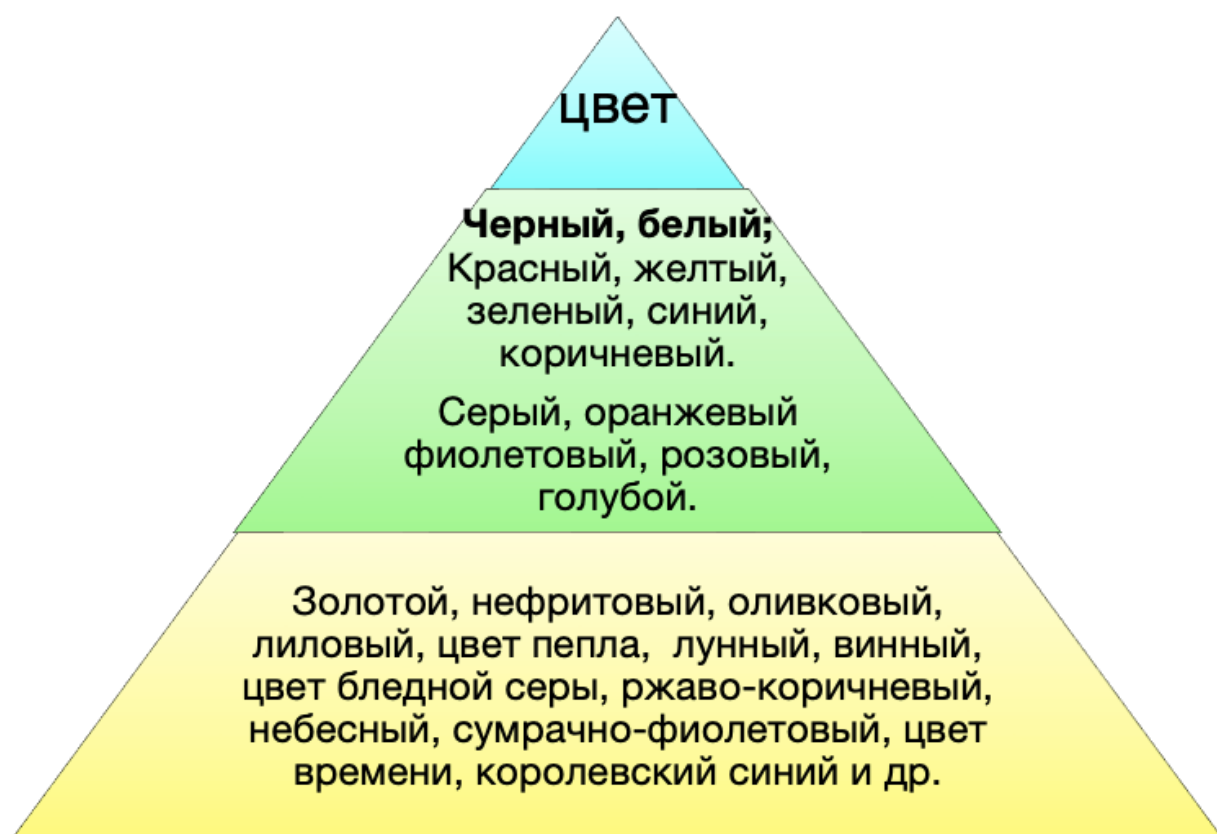 цвет
Черный, белый;
Красный, желтый,
зеленый, синий,
коричневый.
Серый, оранжевый
фиолетовый, розовый,
голубой.
Золотой, нефритовый, оливковый,
лиловый, цвет пепла, лунный, винный,
цвет бледной серы, ржаво-коричневый,
небесный, сумрачно-фиолетовый, цвет
времени, королевский синий и др.